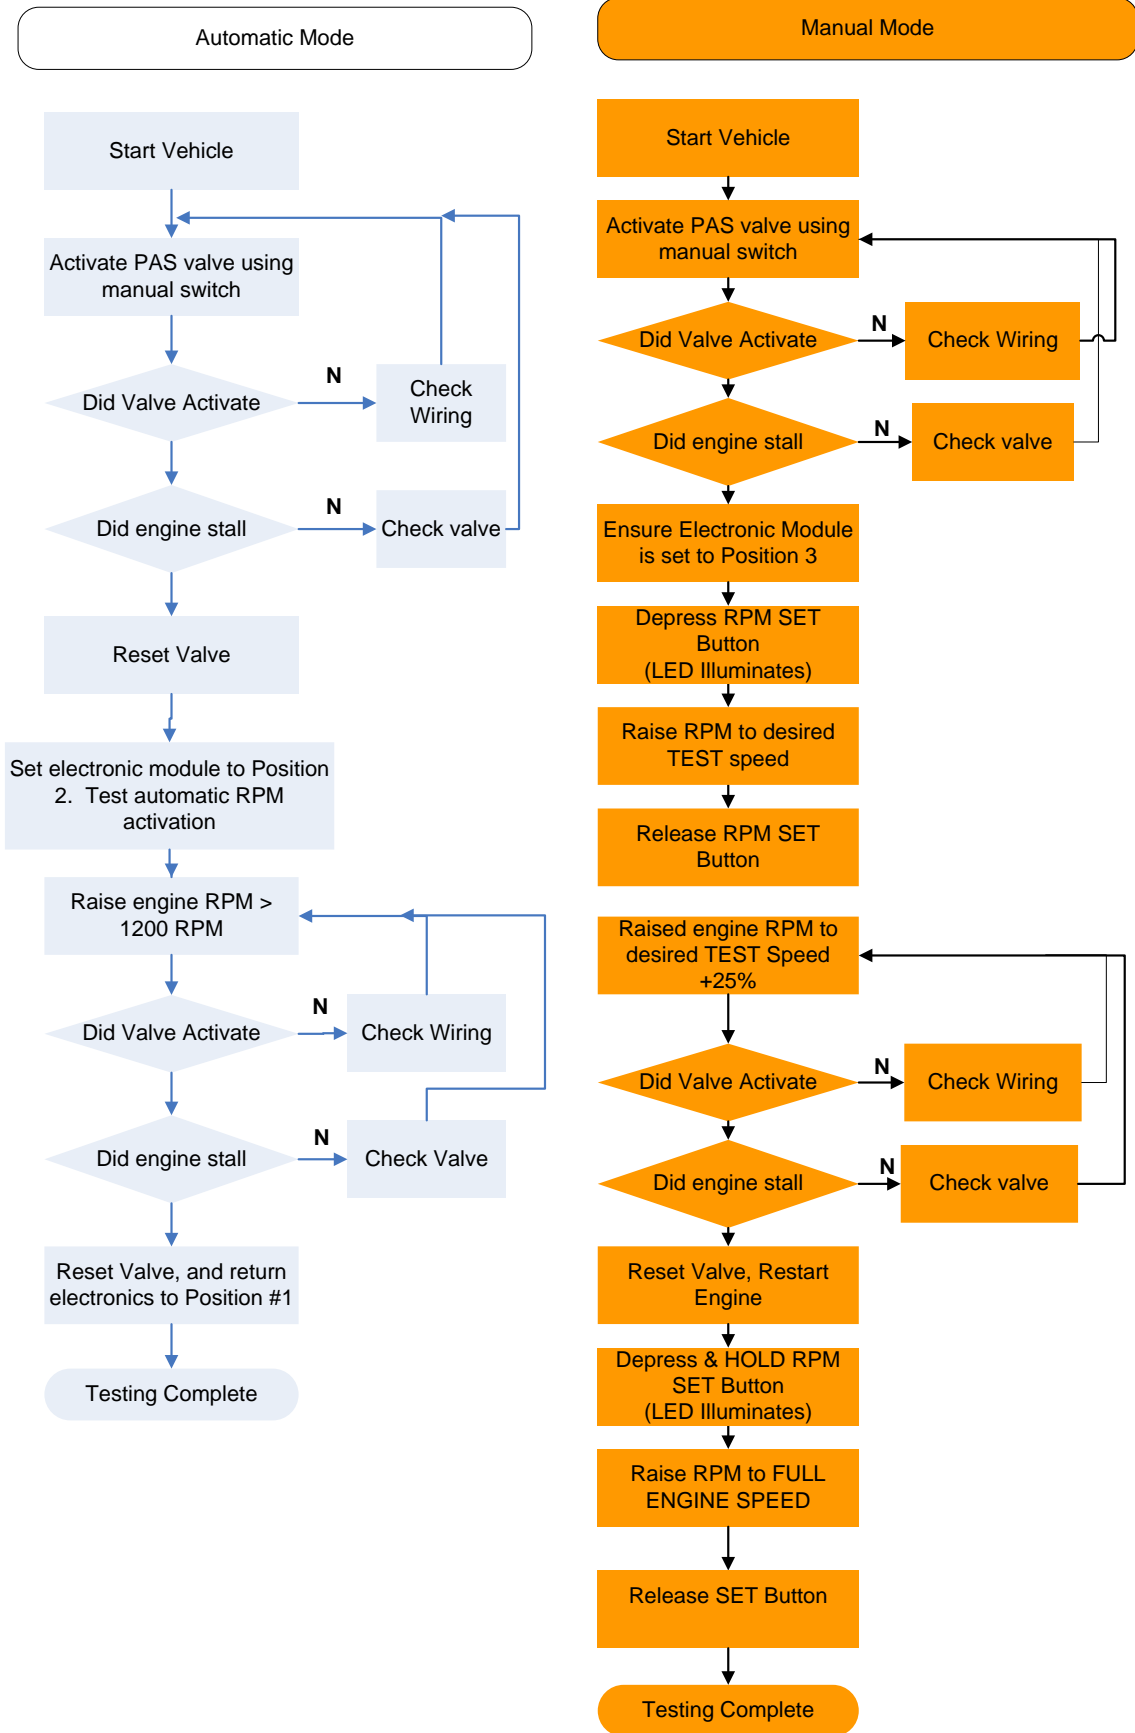 Automatic Mode
Start Vehicle
Activate PAS valve using
manual switch
Did Valve Activate
N
Check
Wiring
Did engine stall
N
Check valve
Reset Valve
Set electronic module to Position
2. Test automatic RPM
activation
Raise engine RPM >
1200 RPM
Did Valve Activate
N
Check Wiring
Did engine stall
N
Check Valve
Reset Valve, and return
electronics to Position #1
Testing Complete
Manual Mode
Start Vehicle
Activate PAS valve using
manual switch
Did Valve Activate
N
Check Wiring
Did engine stall
N
Check valve
Ensure Electronic Module
is set to Position 3
Depress RPM SET
Button
(LED Illuminates)
Raise RPM to desired
TEST speed
Release RPM SET
Button
Raised engine RPM to
desired TEST Speed
+25%
Did Valve Activate
N
Check Wiring
Did engine stall
N
Check valve
Reset Valve, Restart
Engine
Depress & HOLD RPM
SET Button
(LED Illuminates)
Raise RPM to FULL
ENGINE SPEED
Release SET Button
Testing Complete